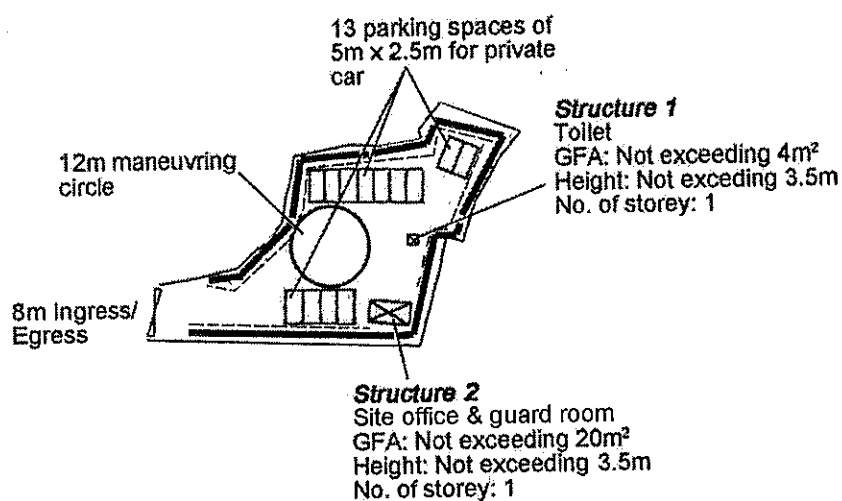 13 parking spaces of
5m x 2.5m for private
car
Structure 1
Toilet
GFA: Not exceeding 4m²
Height: Not exceding 3.5m
No. of storey: 1
12m maneuvring
circle
8m Ingress/
Egress
Structure 2
Site office & guard room
GFA: Not exceeding 20m²
Height: Not exceeding 3.5m
No. of storey: 1